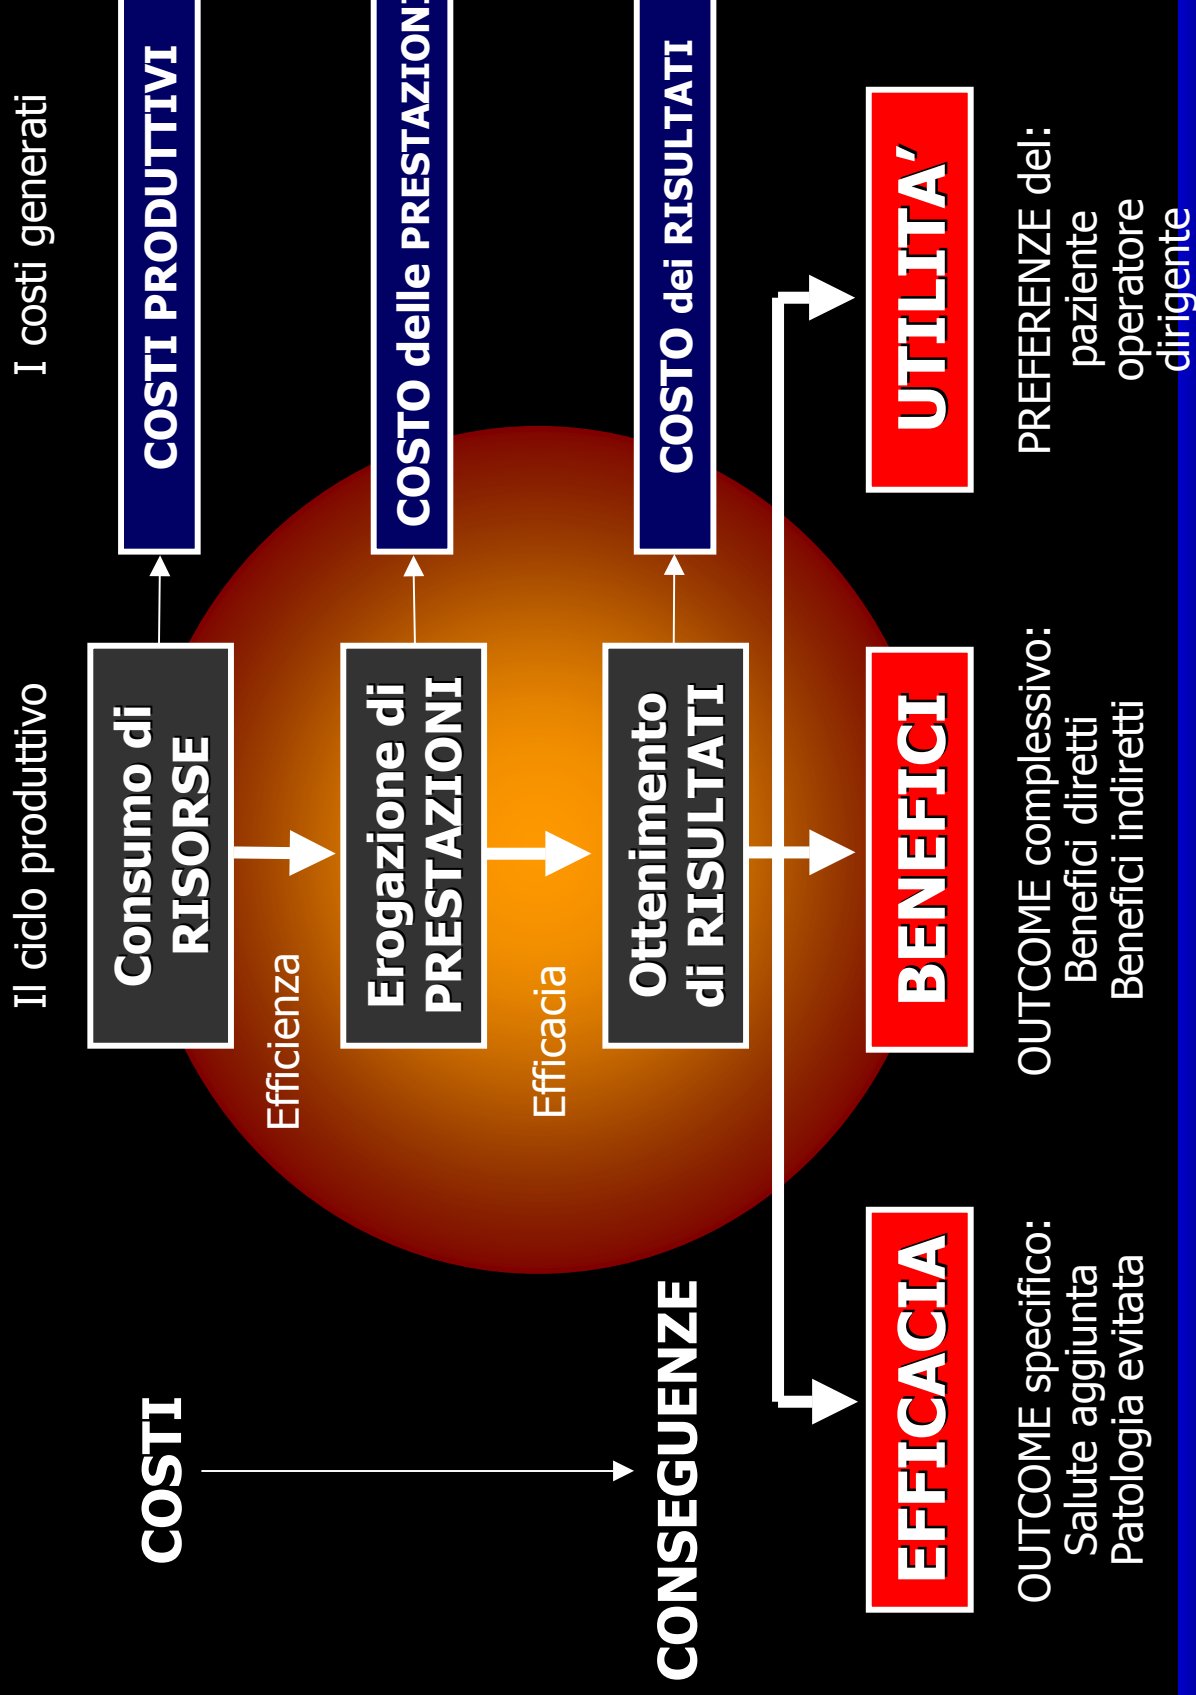 Il ciclo produttivo
I costi generati
COSTI
Consumo di
RISORSE
COSTI PRODUTTIVI
Efficienza
Erogazione di
PRESTAZIONI
COSTO delle PRESTAZIONI
Efficacia
CONSEGUENZE
Ottenimento
di RISULTATI
COSTO dei RISULTATI
EFFICACIA
BENEFICI
UTILITA’
OUTCOME specifico:
Salute aggiunta
Patologia evitata
OUTCOME complessivo:
Benefici diretti
Benefici indiretti
PREFERENZE del:
paziente
operatore
dirigente